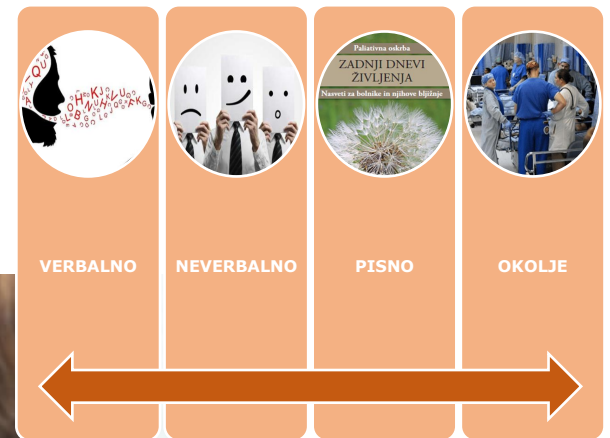 Paliativna oskrba
ZADNJI DNEVI
ŽIVLJENJA
Nasveti za bolnike in njihove bližnje
VERBALNO
NEVERBALNO
PISNO
OKOLJE